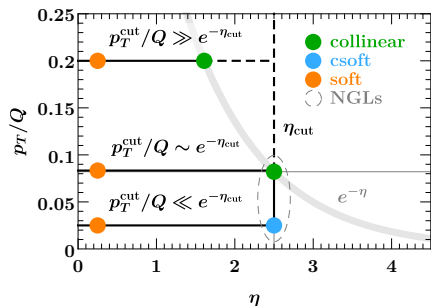 0.25
p_T^cut/Q ≫ e^{-η_cut}
collinear
0.2
csoft
soft
NGLs
0.15
p_T/Q
η_cut
p_T^cut/Q ∼ e^{-η_cut}
0.1
p_T^cut/Q ≪ e^{-η_cut}
e^{-η}
0.05
0
0 1 2 3 4
η